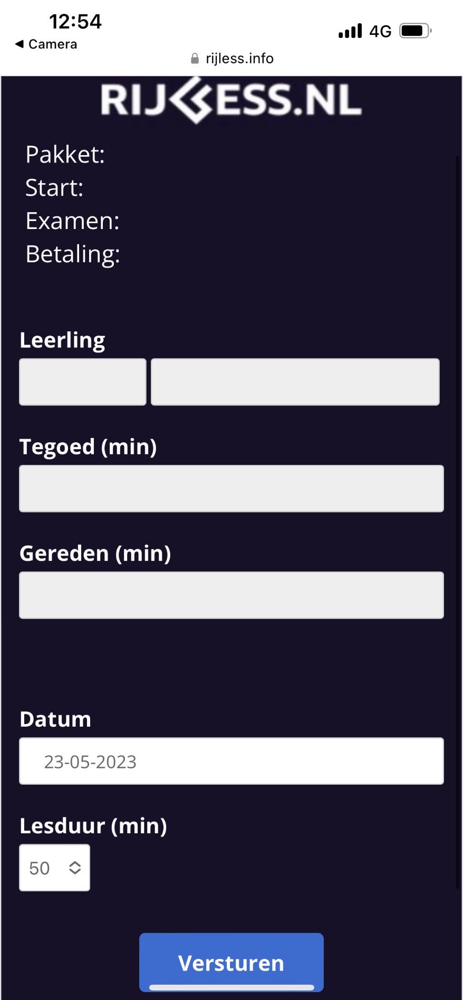 12:54
4G
◀ Camera
rijless.info
RIJLESS.NL
Pakket:
Start:
Examen:
Betaling:
Leerling
Tegoed (min)
Gereden (min)
Datum
23-05-2023
Lesduur (min)
50
Versturen